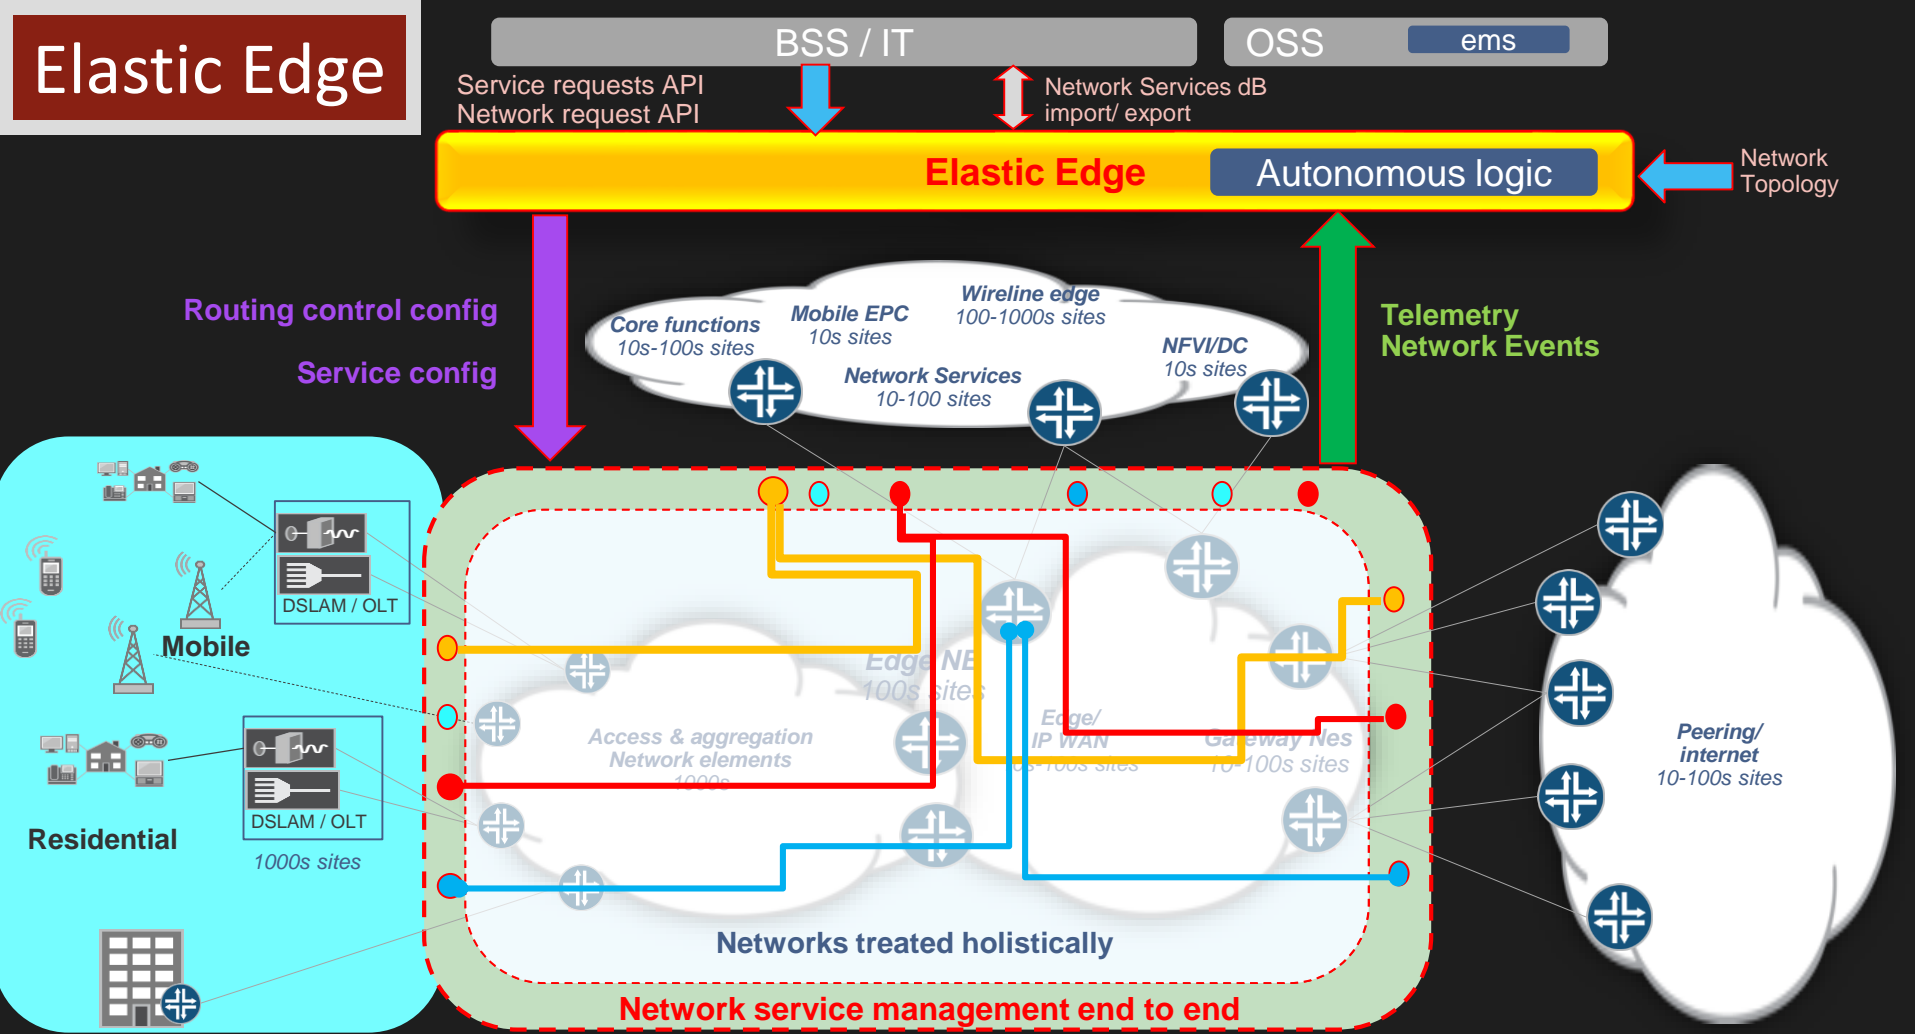 Elastic Edge
BSS / IT
OSS
ems
Service requests API
Network request API
Network Services dB
import/ export
Elastic Edge
Autonomous logic
Network
Topology
Routing control config
Service config
Core functions
10s-100s sites
Mobile EPC
10s sites
Wireline edge
100-1000s sites
Network Services
10-100 sites
NFVI/DC
10s sites
Telemetry
Network Events
DSLAM / OLT
Mobile
DSLAM / OLT
Residential
1000s sites
Edge NE
100s sites
Access & aggregation
Network elements
1000s
Edge/
IP WAN
0s-100s sites
Gateway Nes
10-100s sites
Peering/
internet
10-100s sites
Networks treated holistically
Network service management end to end